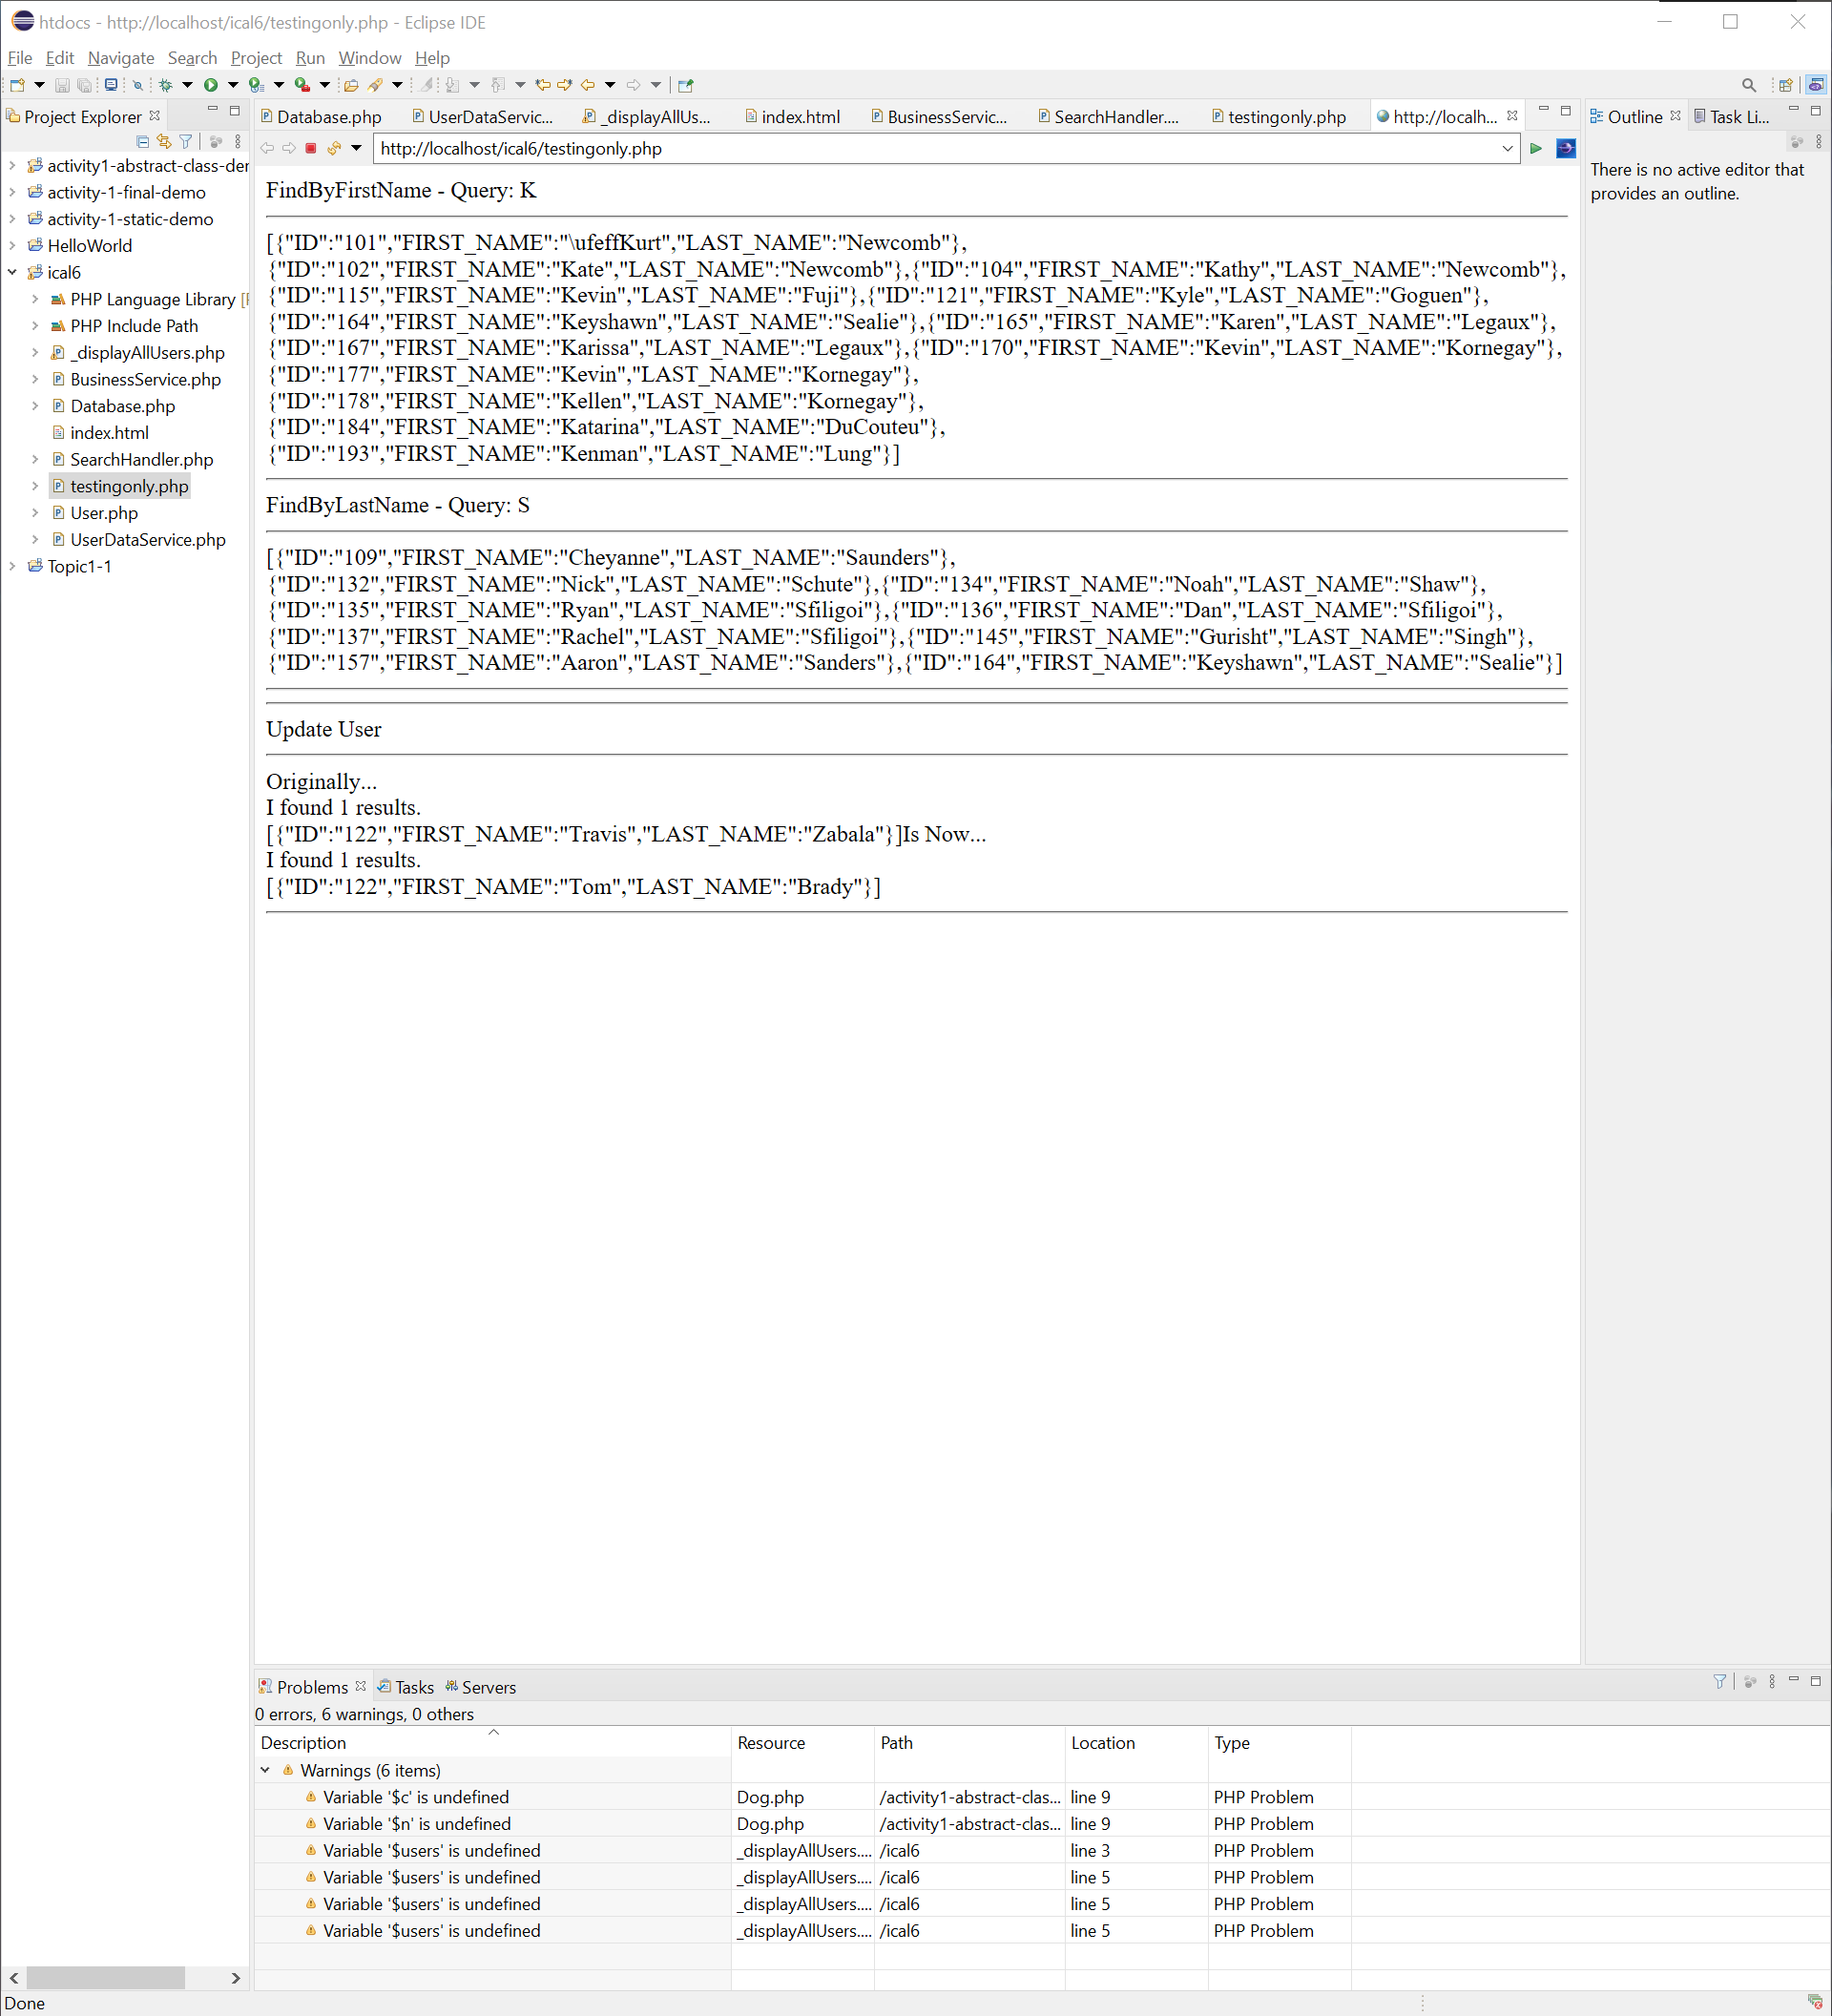 htdocs - http://localhost/ical6/testingonly.php - Eclipse IDE
File Edit Navigate Search Project Run Window Help
Project Explorer
activity1-abstract-class-der
activity-1-final-demo
activity-1-static-demo
HelloWorld
ical6
PHP Language Library [P
PHP Include Path
_displayAllUsers.php
BusinessService.php
Database.php
index.html
SearchHandler.php
testingonly.php
User.php
UserDataService.php
Topic1-1
Database.php UserDataServic... _displayAllUs... index.html BusinessServic... SearchHandler.... testingonly.php http://localh...
http://localhost/ical6/testingonly.php
FindByFirstName - Query: K
[{"ID":"101","FIRST_NAME":"\ufeffKurt","LAST_NAME":"Newcomb"},
{"ID":"102","FIRST_NAME":"Kate","LAST_NAME":"Newcomb"},{"ID":"104","FIRST_NAME":"Kathy","LAST_NAME":"Newcomb"},
{"ID":"115","FIRST_NAME":"Kevin","LAST_NAME":"Fuji"},{"ID":"121","FIRST_NAME":"Kyle","LAST_NAME":"Goguen"},
{"ID":"164","FIRST_NAME":"Keyshawn","LAST_NAME":"Sealie"},{"ID":"165","FIRST_NAME":"Karen","LAST_NAME":"Legaux"},
{"ID":"167","FIRST_NAME":"Karissa","LAST_NAME":"Legaux"},{"ID":"170","FIRST_NAME":"Kevin","LAST_NAME":"Kornegay"},
{"ID":"177","FIRST_NAME":"Kevin","LAST_NAME":"Kornegay"},
{"ID":"178","FIRST_NAME":"Kellen","LAST_NAME":"Kornegay"},
{"ID":"184","FIRST_NAME":"Katarina","LAST_NAME":"DuCouteu"},
{"ID":"193","FIRST_NAME":"Kenman","LAST_NAME":"Lung"}]
FindByLastName - Query: S
[{"ID":"109","FIRST_NAME":"Cheyanne","LAST_NAME":"Saunders"},
{"ID":"132","FIRST_NAME":"Nick","LAST_NAME":"Schute"},{"ID":"134","FIRST_NAME":"Noah","LAST_NAME":"Shaw"},
{"ID":"135","FIRST_NAME":"Ryan","LAST_NAME":"Sfiligoi"},{"ID":"136","FIRST_NAME":"Dan","LAST_NAME":"Sfiligoi"},
{"ID":"137","FIRST_NAME":"Rachel","LAST_NAME":"Sfiligoi"},{"ID":"145","FIRST_NAME":"Gurisht","LAST_NAME":"Singh"},
{"ID":"157","FIRST_NAME":"Aaron","LAST_NAME":"Sanders"},{"ID":"164","FIRST_NAME":"Keyshawn","LAST_NAME":"Sealie"}]
Update User
Originally...
I found 1 results.
[{"ID":"122","FIRST_NAME":"Travis","LAST_NAME":"Zabala"}]Is Now...
I found 1 results.
[{"ID":"122","FIRST_NAME":"Tom","LAST_NAME":"Brady"}]
Outline Task Li...
There is no active editor that
provides an outline.
Problems Tasks Servers
0 errors, 6 warnings, 0 others
Description Resource Path Location Type
Warnings (6 items)
Variable '$c' is undefined Dog.php /activity1-abstract-clas... line 9 PHP Problem
Variable '$n' is undefined Dog.php /activity1-abstract-clas... line 9 PHP Problem
Variable '$users' is undefined _displayAllUsers.... /ical6 line 3 PHP Problem
Variable '$users' is undefined _displayAllUsers.... /ical6 line 5 PHP Problem
Variable '$users' is undefined _displayAllUsers.... /ical6 line 5 PHP Problem
Variable '$users' is undefined _displayAllUsers.... /ical6 line 5 PHP Problem
Done